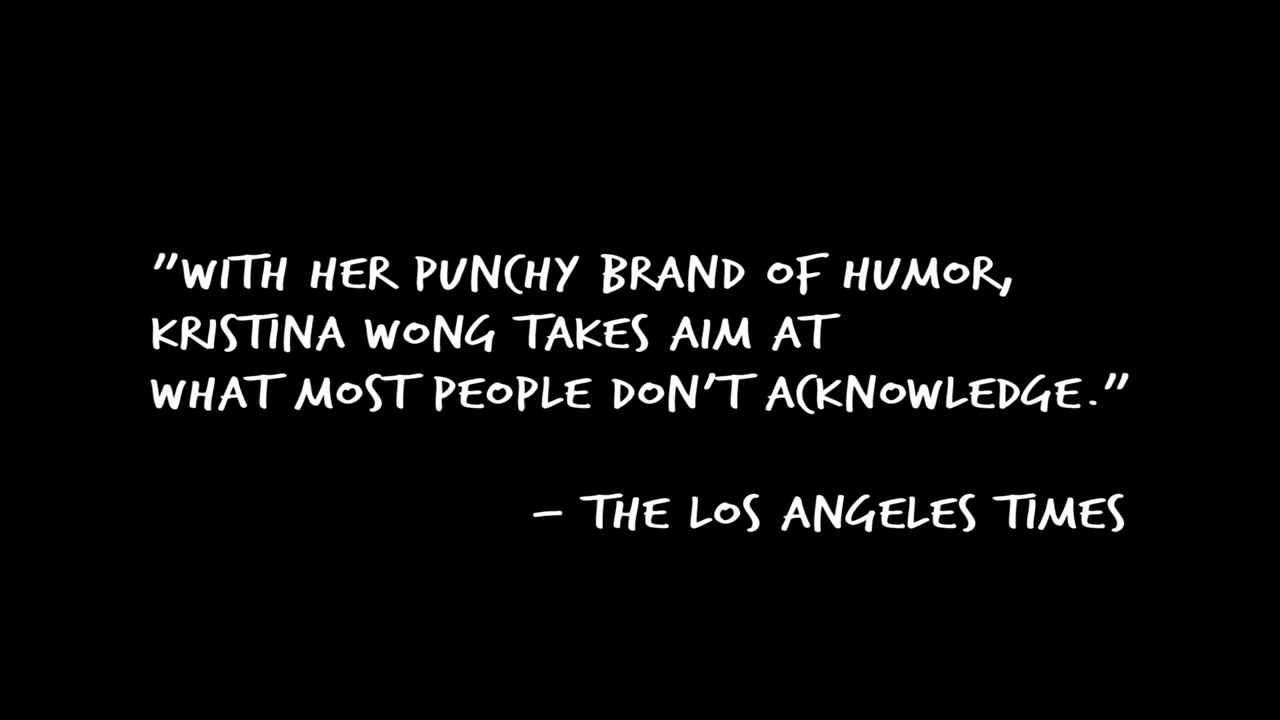 "WITH HER PUNCHY BRAND OF HUMOR,
KRISTINA WONG TAKES AIM AT
WHAT MOST PEOPLE DON'T ACKNOWLEDGE."
– THE LOS ANGELES TIMES